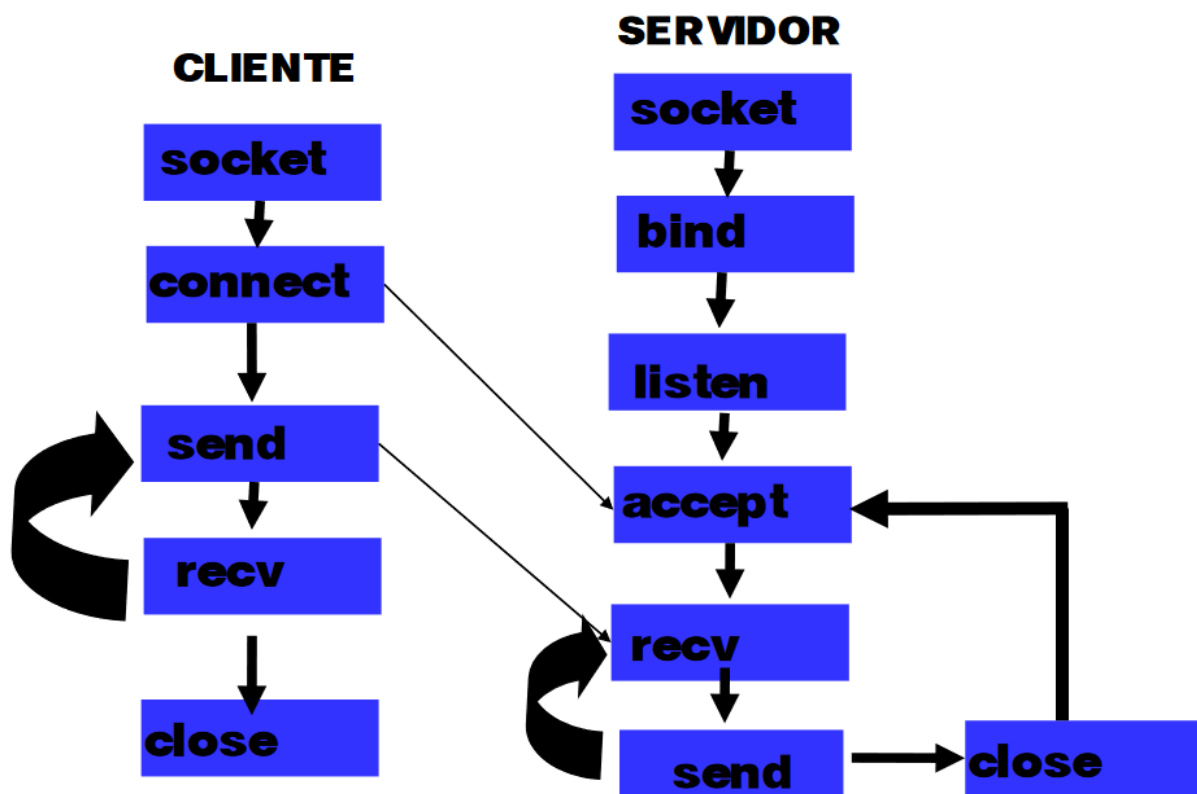 CLIENTE
socket
connect
send
recv
close
SERVIDOR
socket
bind
listen
accept
recv
send
close